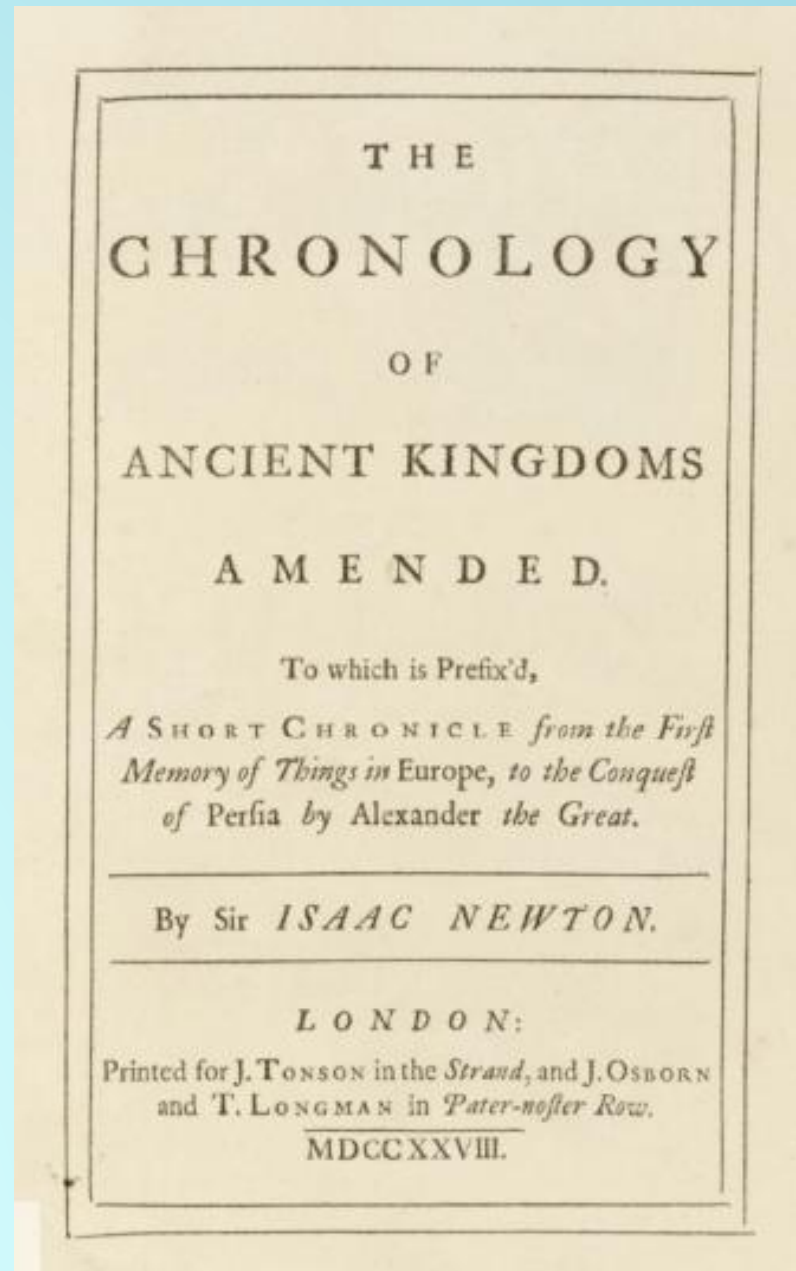 THE
CHRONOLOGY
OF
ANCIENT KINGDOMS
AMENDED.
To which is Prefix'd,
A SHORT CHRONICLE from the Firſt
Memory of Things in Europe, to the Conqueſt
of Perſia by Alexander the Great.
By Sir ISAAC NEWTON.
LONDON:
Printed for J. TONSON in the Strand, and J. OSBORN
and T. LONGMAN in Pater-noſter Row.
MDCCXXVIII.